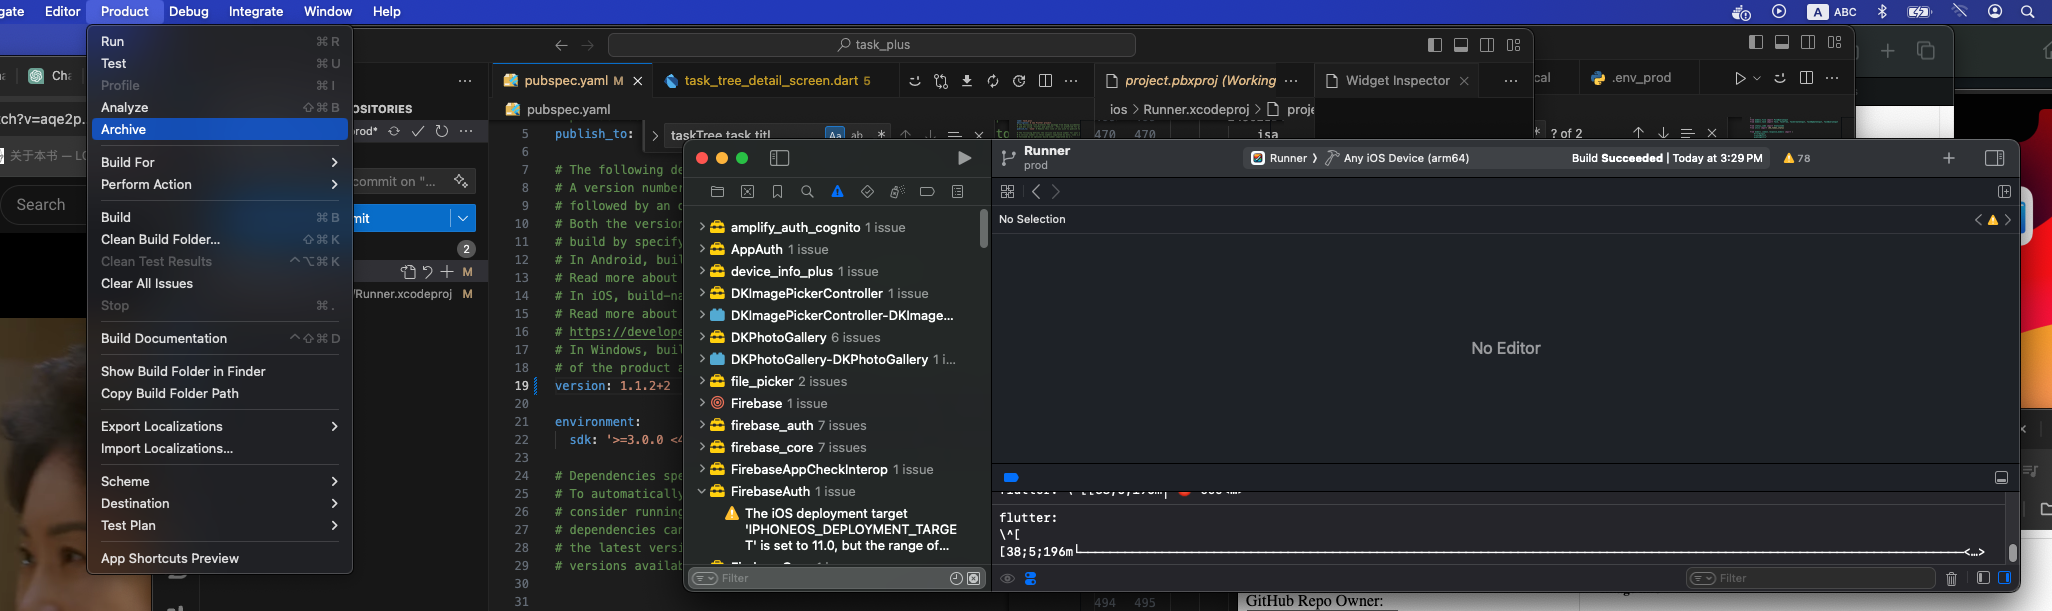 gate Editor Product Debug Integrate Window Help
A ABC
Run ⌘ R
Test ⌘ U
Profile ⌘ I
Analyze ⇧ ⌘ B
Archive
Build For
Perform Action
Build ⌘ B
Clean Build Folder... ⇧ ⌘ K
Clean Test Results ^ ⌥ ⌘ K
Clear All Issues
Stop ⌘ .
Build Documentation ^ ⇧ ⌘ D
Show Build Folder in Finder
Copy Build Folder Path
Export Localizations
Import Localizations...
Scheme
Destination
Test Plan
App Shortcuts Preview
Cha
tch?v=aqe2p.
关于本书 — LC
Search
OSITORIES
prod*
commit on "...
mit
2
M
/Runner.xcodeproj M
task_plus
pubspec.yaml M
task_tree_detail_screen.dart 5
pubspec.yaml
taskTree.task.titl Aa ab *
5 publish_to:
6
7 # The following de
8 # A version number
9 # followed by an o
10 # Both the version
11 # build by specify
12 # In Android, buil
13 # Read more about
14 # In iOS, build-na
15 # Read more about
16 # https://develope
17 # In Windows, buil
18 # of the product a
19 version: 1.1.2+2
20
21 environment:
22 sdk: '>=3.0.0 <4
23
24 # Dependencies spe
25 # To automatically
26 # consider running
27 # dependencies can
28 # the latest versi
29 # versions availab
30
31
project.pbxproj (Working
ios > Runner.xcodeproj > proje
470 470 isa
Widget Inspector
cal
.env_prod
? of 2
Runner
prod
Runner Any iOS Device (arm64)
Build Succeeded | Today at 3:29 PM
78
No Selection
amplify_auth_cognito 1 issue
AppAuth 1 issue
device_info_plus 1 issue
DKImagePickerController 1 issue
DKImagePickerController-DKImage...
DKPhotoGallery 6 issues
DKPhotoGallery-DKPhotoGallery 1 i...
file_picker 2 issues
Firebase 1 issue
firebase_auth 7 issues
firebase_core 7 issues
FirebaseAppCheckInterop 1 issue
FirebaseAuth 1 issue
The iOS deployment target
'IPHONEOS_DEPLOYMENT_TARGE
T' is set to 11.0, but the range of...
Filter
No Editor
flutter:
\^[
[38;5;196m└─────<…>
Filter
494 495
GitHub Repo Owner: